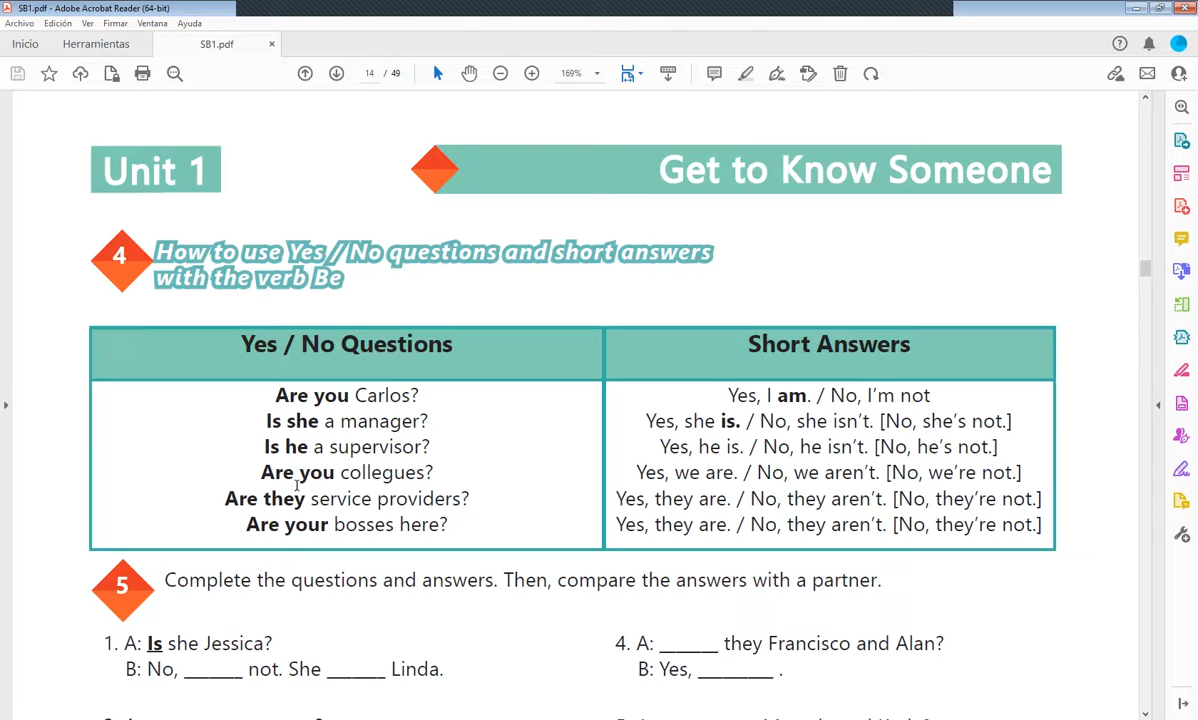 SB1.pdf - Adobe Acrobat Reader (64-bit)
Archivo Edición Ver Firmar Ventana Ayuda
Inicio Herramientas SB1.pdf ×
14 / 49 169%
Unit 1
Get to Know Someone
4 How to use Yes / No questions and short answers
with the verb Be
Yes / No Questions Short Answers
Are you Carlos? Yes, I am. / No, I'm not
Is she a manager? Yes, she is. / No, she isn't. [No, she's not.]
Is he a supervisor? Yes, he is. / No, he isn't. [No, he's not.]
Are you collegues? Yes, we are. / No, we aren't. [No, we're not.]
Are they service providers? Yes, they are. / No, they aren't. [No, they're not.]
Are your bosses here? Yes, they are. / No, they aren't. [No, they're not.]
5 Complete the questions and answers. Then, compare the answers with a partner.
1. A: Is she Jessica?
B: No, ______ not. She ______ Linda.
4. A: ______ they Francisco and Alan?
B: Yes, ________ .